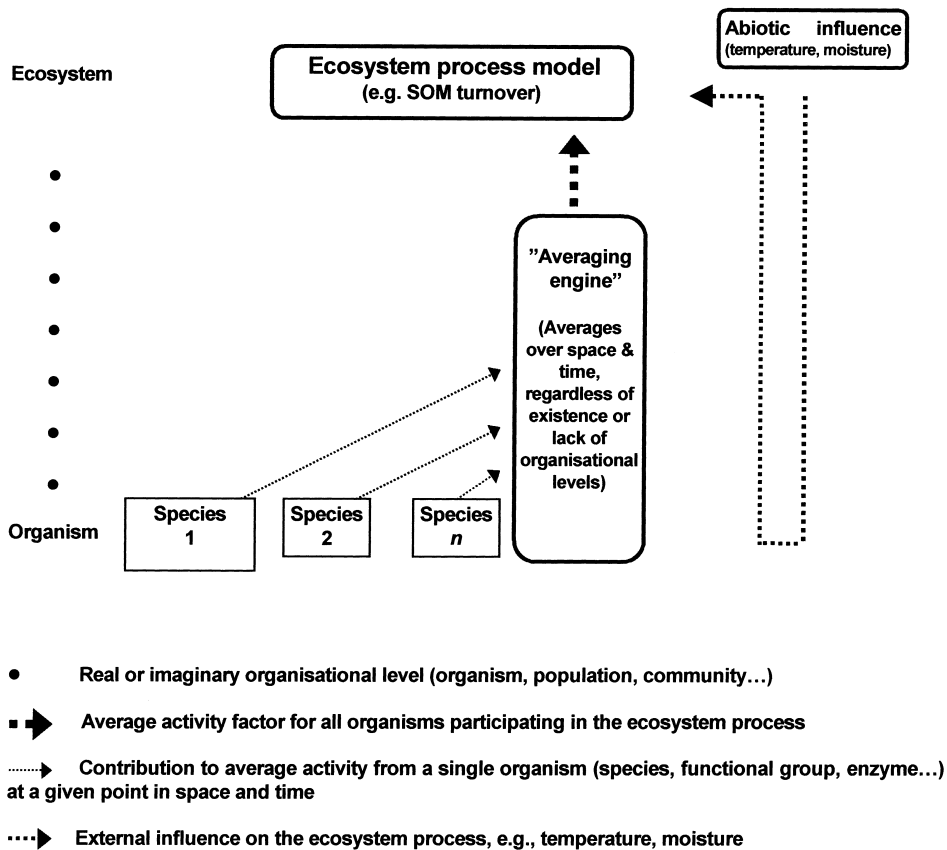 Abiotic influence
(temperature, moisture)
Ecosystem
Ecosystem process model
(e.g. SOM turnover)
”Averaging
engine”
(Averages
over space &
time,
regardless of
existence or
lack of
organisational
levels)
Organism
Species
1
Species
2
Species
n
Real or imaginary organisational level (organism, population, community...)
Average activity factor for all organisms participating in the ecosystem process
Contribution to average activity from a single organism (species, functional group, enzyme...)
at a given point in space and time
External influence on the ecosystem process, e.g., temperature, moisture